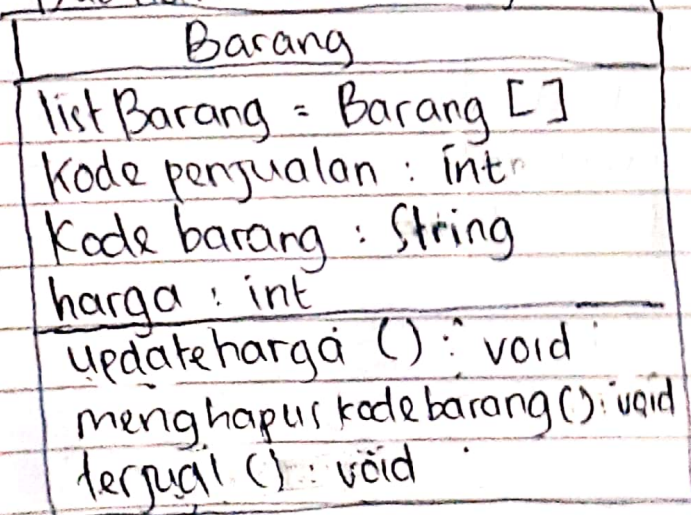 Barang
list Barang = Barang []
Kode penjualan : int
Kode barang : String
harga : int
updateharga () : void
menghapus kodebarang() : void
terjual () : void